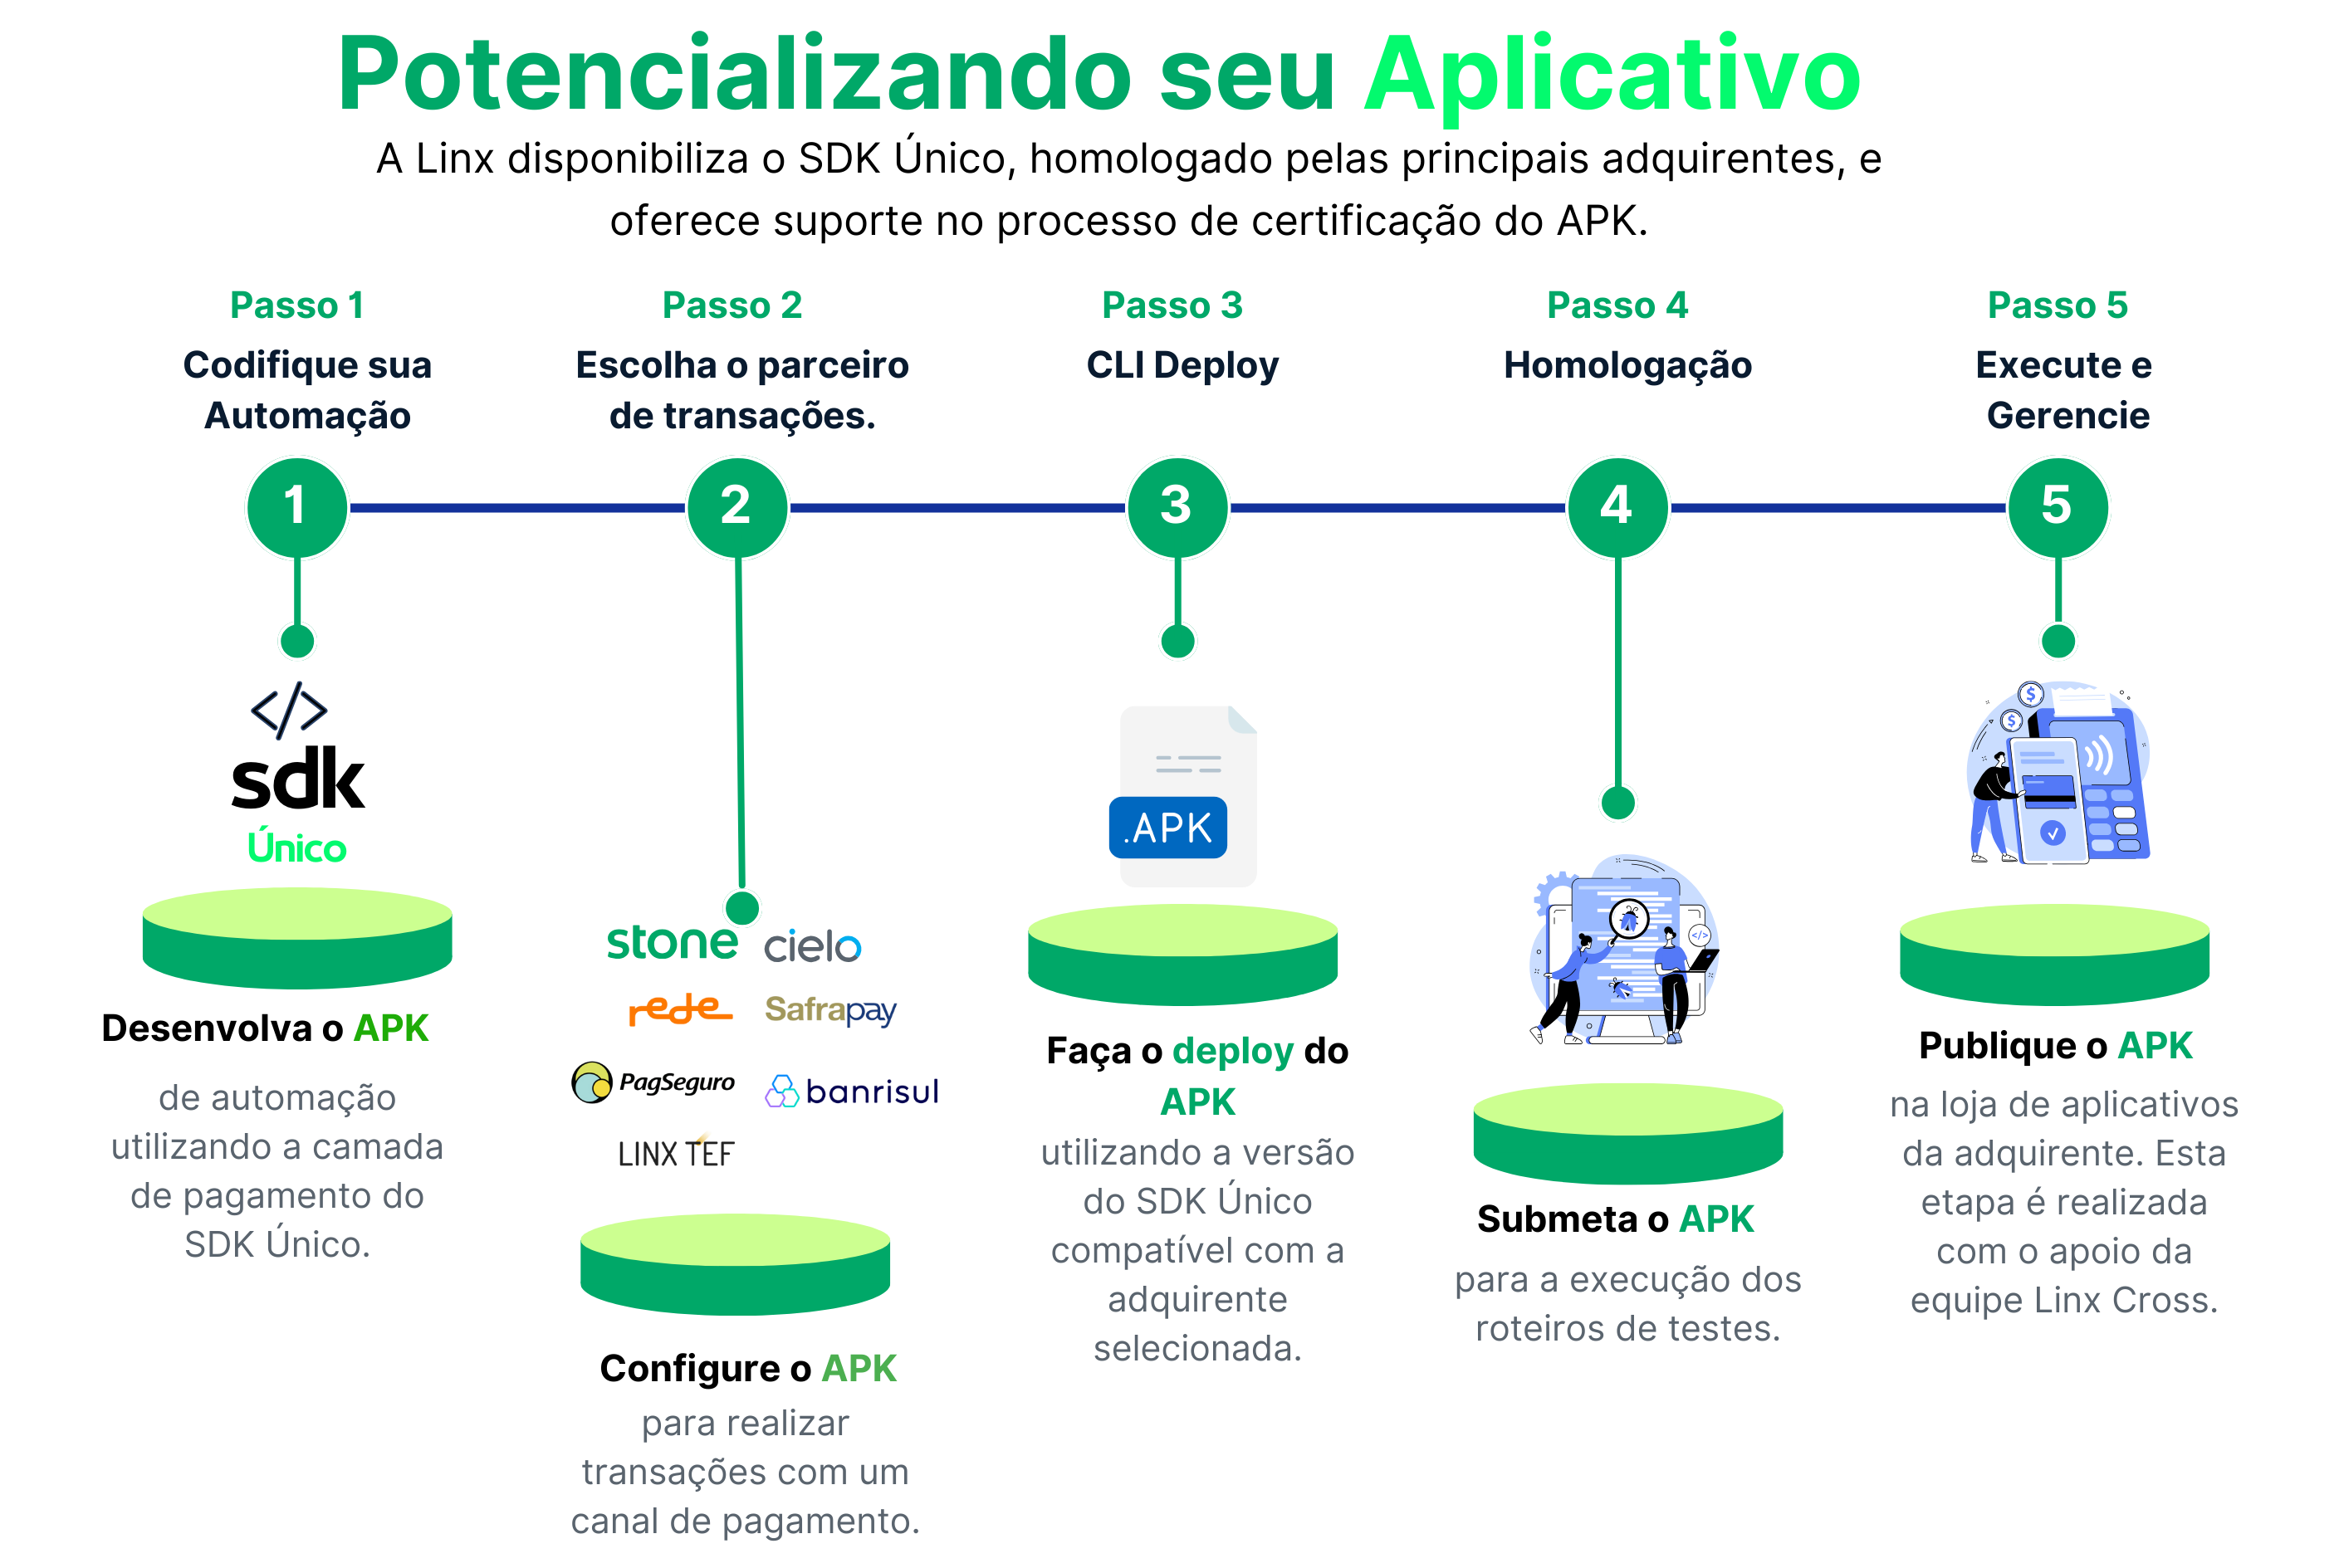 Potencializando seu Aplicativo
A Linx disponibiliza o SDK Único, homologado pelas principais adquirentes, e
oferece suporte no processo de certificação do APK.
Passo 1
Codifique sua
Automação
1
</>
sdk
Único
Desenvolva o APK
de automação
utilizando a camada
de pagamento do
SDK Único.
Passo 2
Escolha o parceiro
de transações.
2
stone
cielo
rede
Safrapay
PagSeguro
banrisul
LINX TEF
Configure o APK
para realizar
transações com um
canal de pagamento.
Passo 3
CLI Deploy
3
.APK
Faça o deploy do
APK
utilizando a versão
do SDK Único
compatível com a
adquirente
selecionada.
Passo 4
Homologação
4
</>
Submeta o APK
para a execução dos
roteiros de testes.
Passo 5
Execute e
Gerencie
5
$
$
Publique o APK
na loja de aplicativos
da adquirente. Esta
etapa é realizada
com o apoio da
equipe Linx Cross.